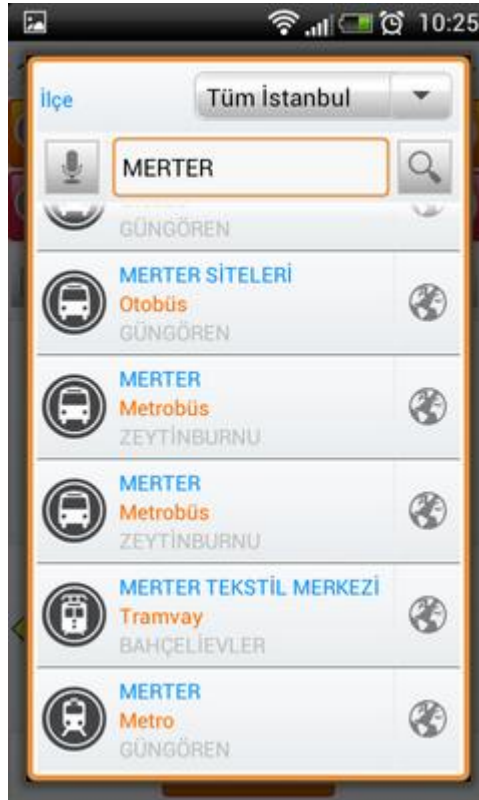 10:25
İlçe
Tüm İstanbul
MERTER
GÜNGÖREN
MERTER SİTELERİ
Otobüs
GÜNGÖREN
MERTER
Metrobüs
ZEYTİNBURNU
MERTER
Metrobüs
ZEYTİNBURNU
MERTER TEKSTİL MERKEZİ
Tramvay
BAHÇELİEVLER
MERTER
Metro
GÜNGÖREN